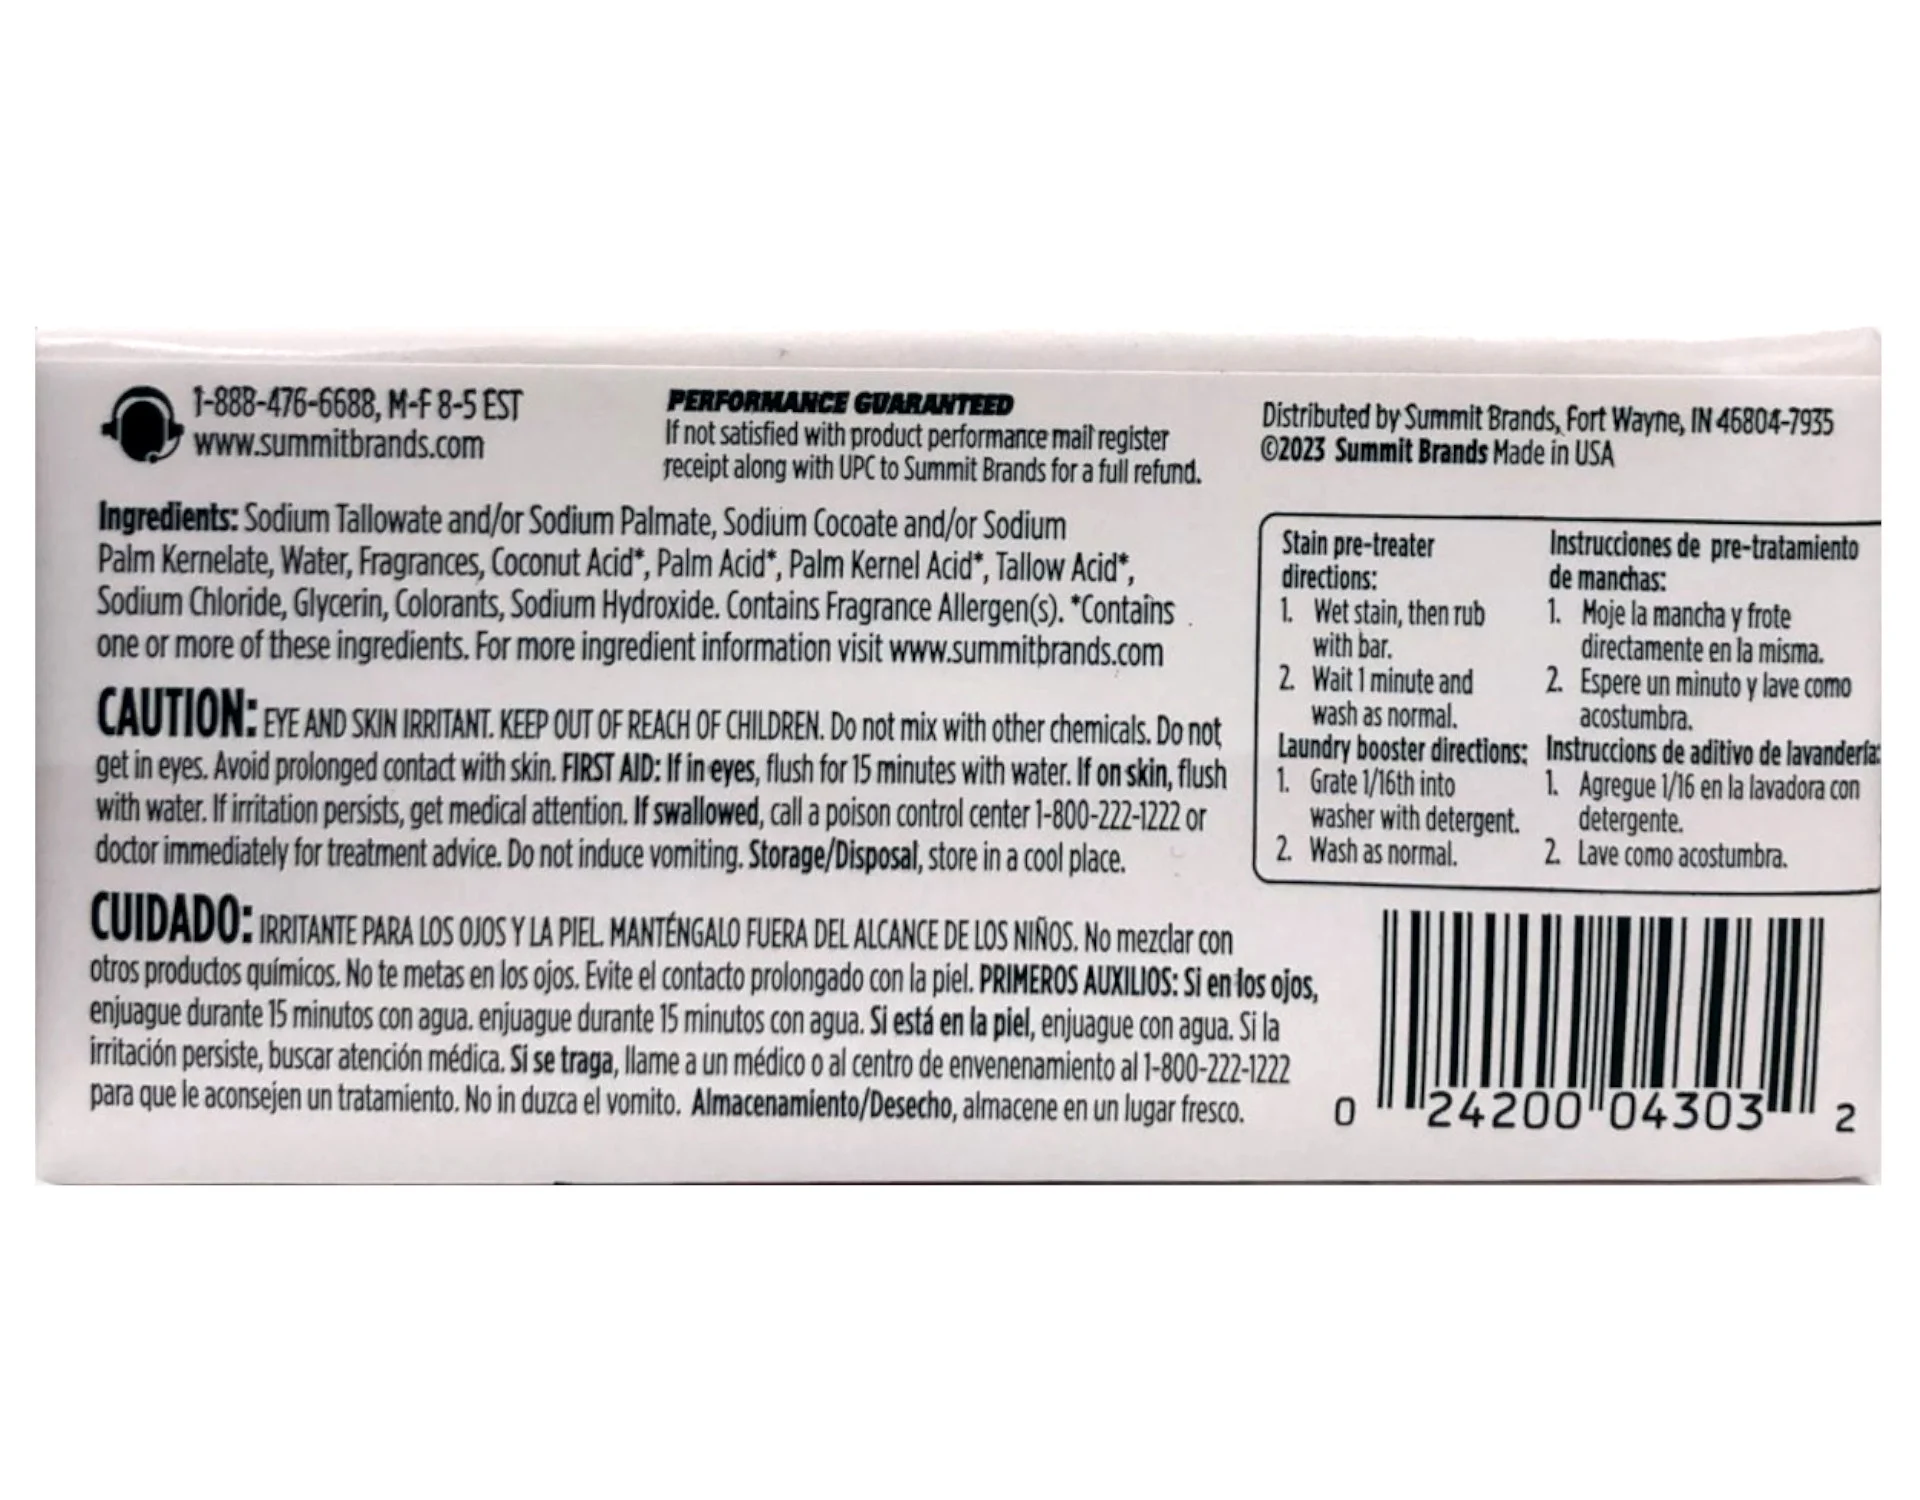 1-888-476-6688, M-F 8-5 EST
www.summitbrands.com
PERFORMANCE GUARANTEED
If not satisfied with product performance mail register
receipt along with UPC to Summit Brands for a full refund.
Distributed by Summit Brands, Fort Wayne, IN 46804-7935
©2023 Summit Brands Made in USA
Ingredients: Sodium Tallowate and/or Sodium Palmate, Sodium Cocoate and/or Sodium
Palm Kernelate, Water, Fragrances, Coconut Acid*, Palm Acid*, Palm Kernel Acid*, Tallow Acid*,
Sodium Chloride, Glycerin, Colorants, Sodium Hydroxide. Contains Fragrance Allergen(s). *Contains
one or more of these ingredients. For more ingredient information visit www.summitbrands.com
CAUTION: EYE AND SKIN IRRITANT. KEEP OUT OF REACH OF CHILDREN. Do not mix with other chemicals. Do not
get in eyes. Avoid prolonged contact with skin. FIRST AID: If in eyes, flush for 15 minutes with water. If on skin, flush
with water. If irritation persists, get medical attention. If swallowed, call a poison control center 1-800-222-1222 or
doctor immediately for treatment advice. Do not induce vomiting. Storage/Disposal, store in a cool place.
CUIDADO: IRRITANTE PARA LOS OJOS Y LA PIEL. MANTÉNGALO FUERA DEL ALCANCE DE LOS NIÑOS. No mezclar con
otros productos químicos. No te metas en los ojos. Evite el contacto prolongado con la piel. PRIMEROS AUXILIOS: Si en los ojos,
enjuague durante 15 minutos con agua. enjuague durante 15 minutos con agua. Si está en la piel, enjuague con agua. Si la
irritación persiste, buscar atención médica. Si se traga, llame a un médico o al centro de envenenamiento al 1-800-222-1222
para que le aconsejen un tratamiento. No in duzca el vomito. Almacenamiento/Desecho, almacene en un lugar fresco.
Stain pre-treater
directions:
1. Wet stain, then rub
with bar.
2. Wait 1 minute and
wash as normal.
Laundry booster directions:
1. Grate 1/16th into
washer with detergent.
2. Wash as normal.
Instrucciones de pre-tratamiento
de manchas:
1. Moje la mancha y frote
directamente en la misma.
2. Espere un minuto y lave como
acostumbra.
Instruccions de aditivo de lavandería:
1. Agregue 1/16 en la lavadora con
detergente.
2. Lave como acostumbra.
0 24200 04303 2